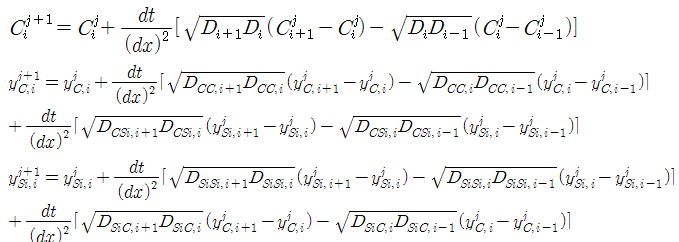 C_i^{j+1} = C_i^j + \frac{dt}{(dx)^2} [ \sqrt{D_{i+1} D_i} (C_{i+1}^j - C_i^j) - \sqrt{D_i D_{i-1}} (C_i^j - C_{i-1}^j) ]
y_{C,i}^{j+1} = y_{C,i}^j + \frac{dt}{(dx)^2} [ \sqrt{D_{CC,i+1} D_{CC,i}} (y_{C,i+1}^j - y_{C,i}^j) - \sqrt{D_{CC,i} D_{CC,i-1}} (y_{C,i}^j - y_{C,i-1}^j) ]
+ \frac{dt}{(dx)^2} [ \sqrt{D_{CSi,i+1} D_{CSi,i}} (y_{Si,i+1}^j - y_{Si,i}^j) - \sqrt{D_{CSi,i} D_{CSi,i-1}} (y_{Si,i}^j - y_{Si,i-1}^j) ]
y_{Si,i}^{j+1} = y_{Si,i}^j + \frac{dt}{(dx)^2} [ \sqrt{D_{SiSi,i+1} D_{SiSi,i}} (y_{Si,i+1}^j - y_{Si,i}^j) - \sqrt{D_{SiSi,i} D_{SiSi,i-1}} (y_{Si,i}^j - y_{Si,i-1}^j) ]
+ \frac{dt}{(dx)^2} [ \sqrt{D_{SiC,i+1} D_{SiC,i}} (y_{C,i+1}^j - y_{C,i}^j) - \sqrt{D_{SiC,i} D_{SiC,i-1}} (y_{C,i}^j - y_{C,i-1}^j) ]